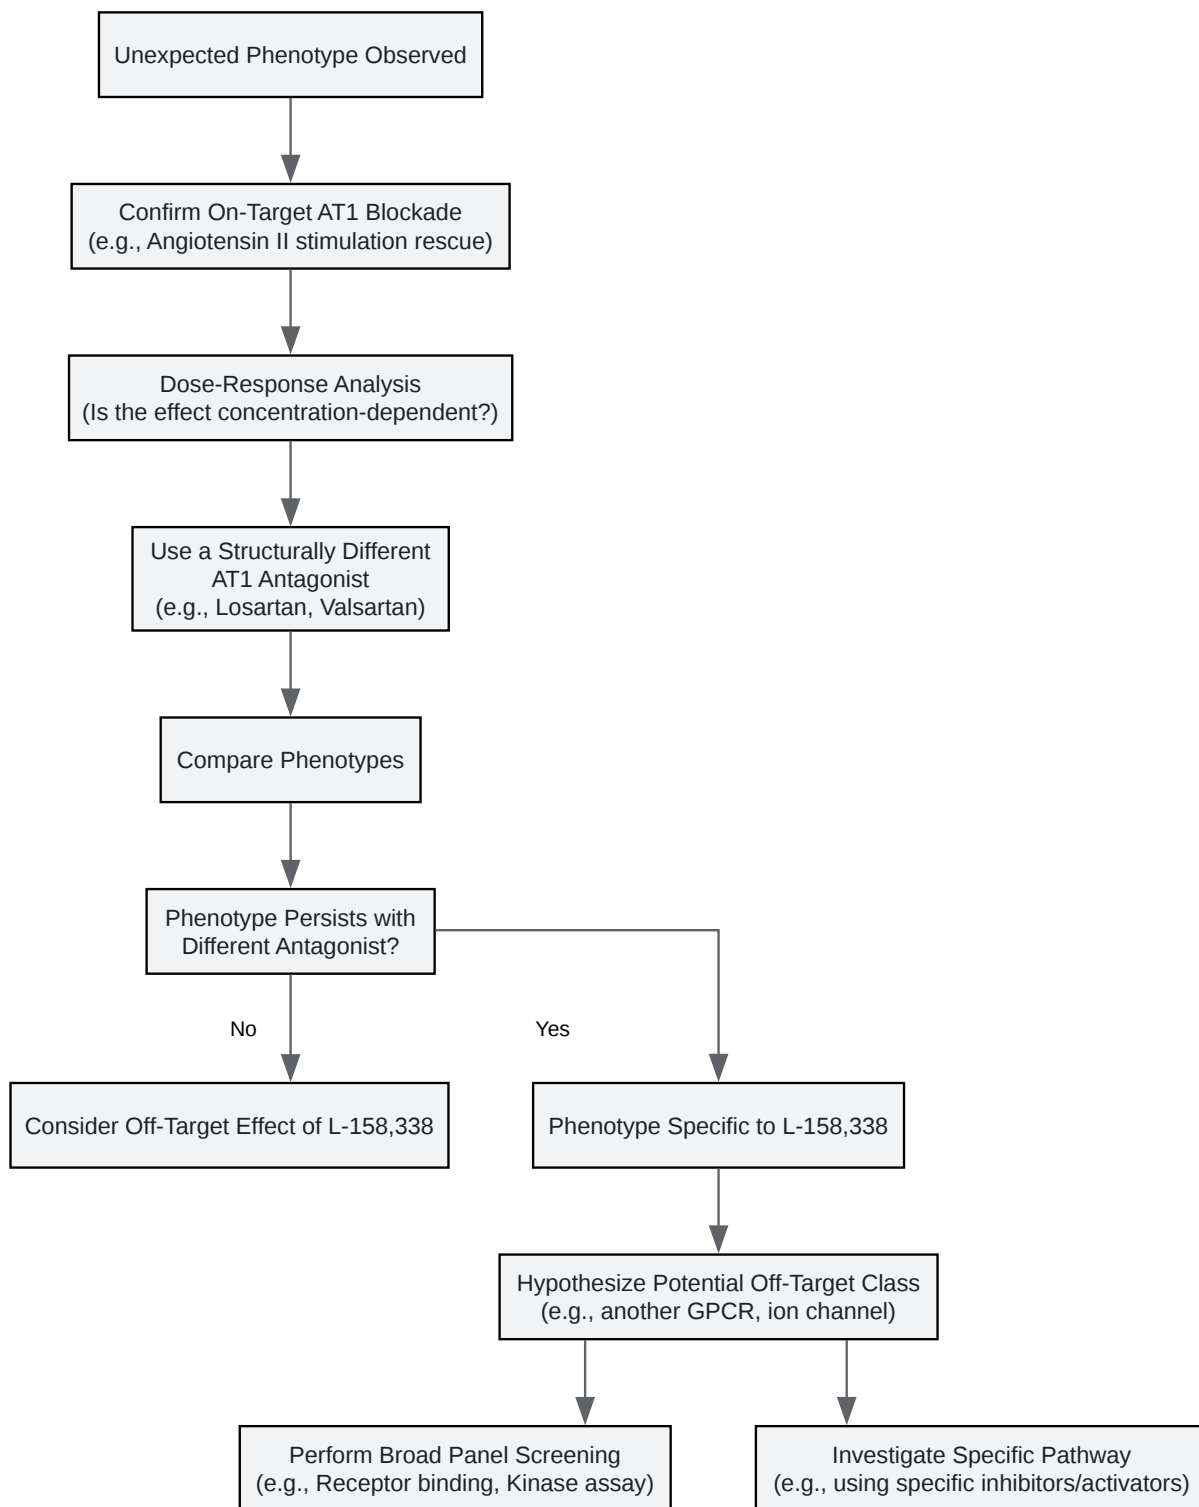 Unexpected Phenotype Observed
Confirm On-Target AT1 Blockade
(e.g., Angiotensin II stimulation rescue)
Dose-Response Analysis
(Is the effect concentration-dependent?)
Use a Structurally Different
AT1 Antagonist
(e.g., Losartan, Valsartan)
Compare Phenotypes
Phenotype Persists with
Different Antagonist?
No
Yes
Consider Off-Target Effect of L-158,338
Phenotype Specific to L-158,338
Hypothesize Potential Off-Target Class
(e.g., another GPCR, ion channel)
Perform Broad Panel Screening
(e.g., Receptor binding, Kinase assay)
Investigate Specific Pathway
(e.g., using specific inhibitors/activators)